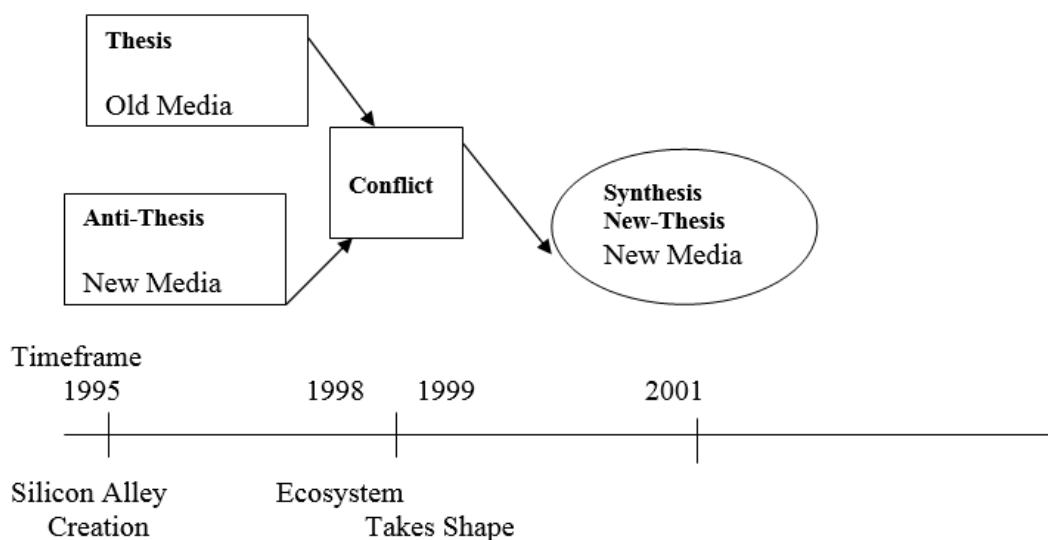 Thesis
Old Media
Conflict
Anti-Thesis
New Media
Synthesis
New-Thesis
New Media
Timeframe
1995 1998 1999 2001
Silicon Alley Ecosystem
Creation Takes Shape